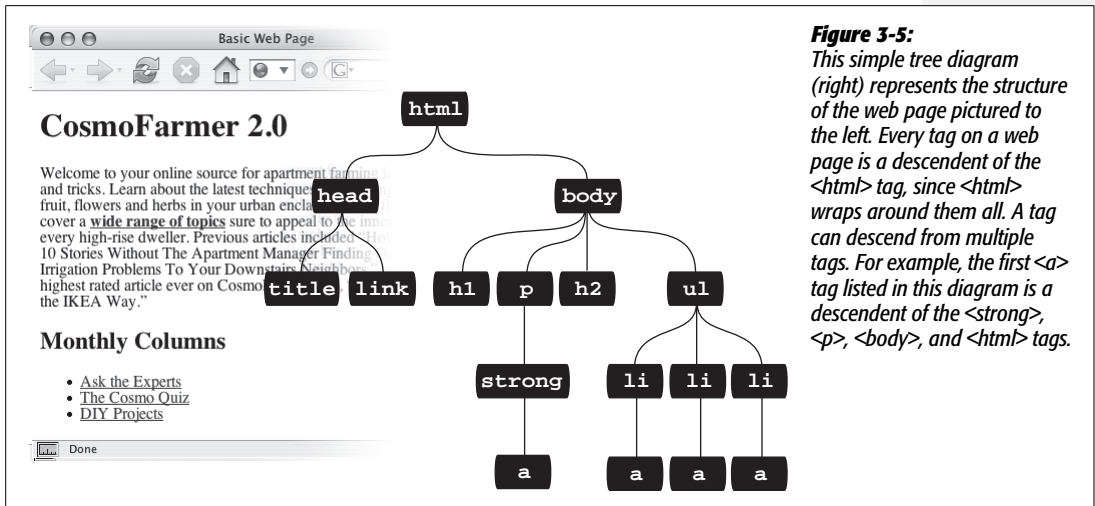 Basic Web Page
CosmoFarmer 2.0
Welcome to your online source for apartment farming
and tricks. Learn about the latest techniques
fruit, flowers and herbs in your urban
cover a wide range of topics sure to appeal to the inner
every high-rise dweller. Previous articles included “How
10 Stories Without The Apartment Manager Finding
Irrigation Problems To Your Downstairs Neighbors.”
highest rated article ever on
the IKEA Way.”
Monthly Columns
• Ask the Experts
• The Cosmo Quiz
• DIY Projects
Done
html
head
body
title
link
h1
p
h2
ul
strong
li
li
li
a
a
a
a
Figure 3-5:
This simple tree diagram
(right) represents the structure
of the web page pictured to
the left. Every tag on a web
page is a descendent of the
<html> tag, since <html>
wraps around them all. A tag
can descend from multiple
tags. For example, the first <a>
tag listed in this diagram is a
descendent of the <strong>,
<p>, <body>, and <html> tags.